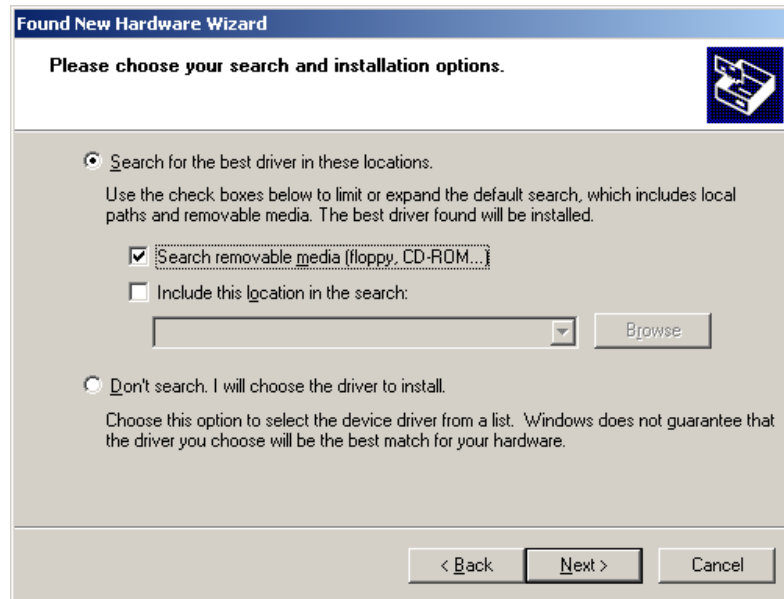 Found New Hardware Wizard
Please choose your search and installation options.
Search for the best driver in these locations.
Use the check boxes below to limit or expand the default search, which includes local
paths and removable media. The best driver found will be installed.
Search removable media (floppy, CD-ROM...)
Include this location in the search:
Browse
Don't search. I will choose the driver to install.
Choose this option to select the device driver from a list. Windows does not guarantee that
the driver you choose will be the best match for your hardware.
< Back Next > Cancel